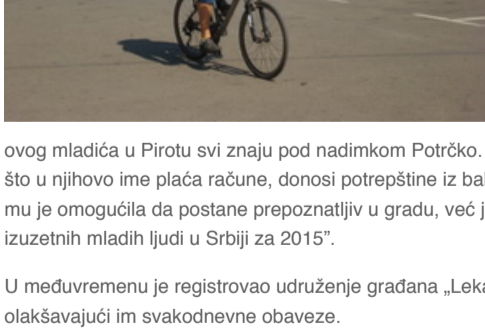 ovog mladića u Pirotu svi znaju pod nadimkom Potrčko.
što u njihovo ime plaća račune, donosi potrepštine iz
mu je omogućila da postane prepoznatljiv u gradu, već
izuzetnih mladih ljudi u Srbiji za 2015”.
U međuvremenu je registrovao udruženje građana
olakšavajući im svakodnevne obaveze.